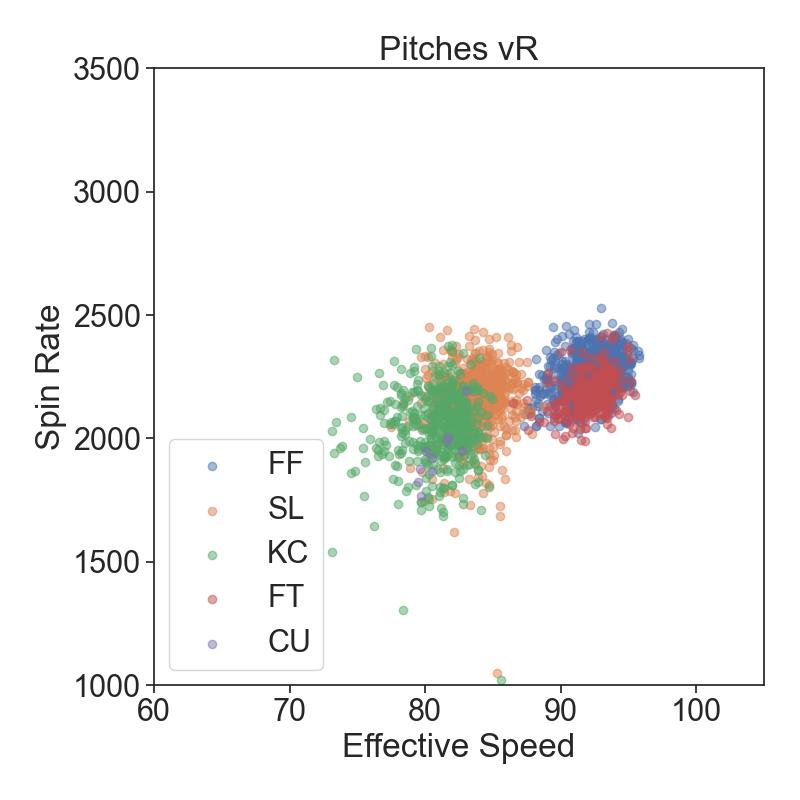 Pitches vR
3500
3000
2500
2000
1500
1000
Spin Rate
FF
SL
KC
FT
CU
60 70 80 90 100
Effective Speed